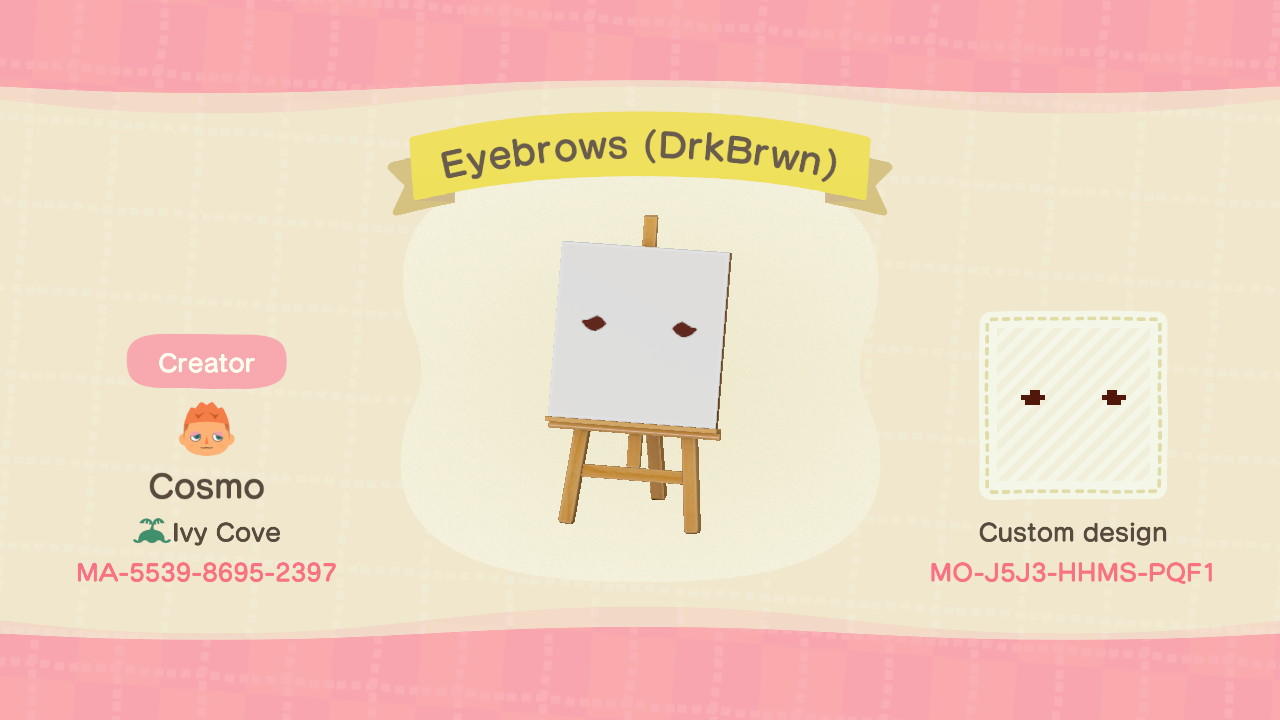 Eyebrows (DrkBrwn)
Creator
Cosmo
Ivy Cove
MA-5539-8695-2397
Custom design
MO-J5J3-HHMS-PQF1